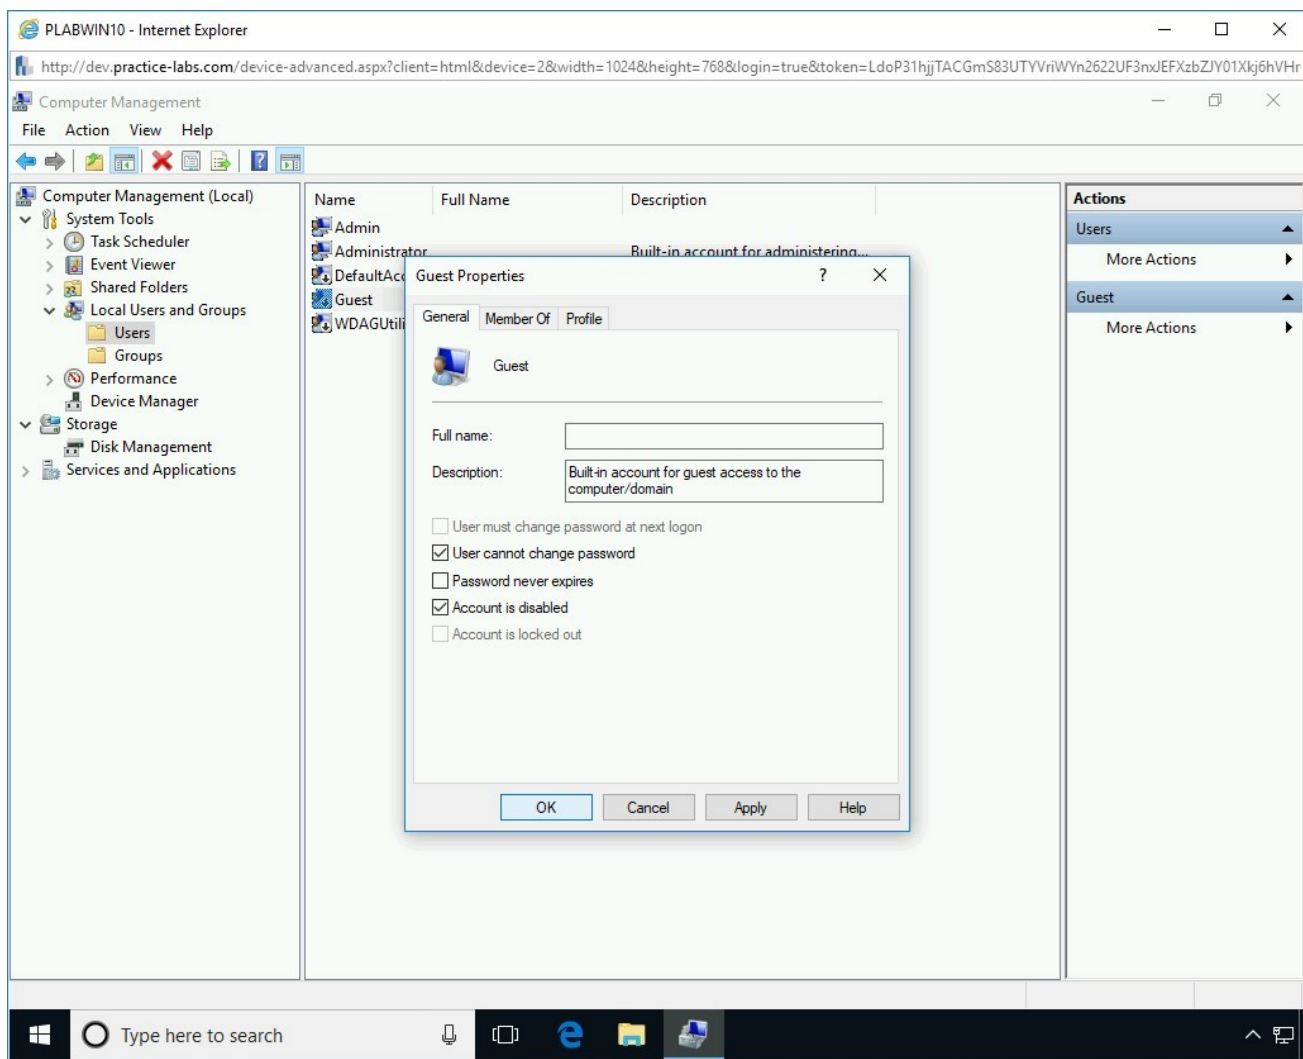 PLABWIN10 - Internet Explorer
http://dev.practice-labs.com/device-advanced.aspx?client=html&device=2&width=1024&height=768&login=true&token=LdoP31hjjTACGmS83UTYVriWYn2622UF3nxJEFXzbZJY01Xkj6hVHr
Computer Management
File Action View Help
Computer Management (Local)
System Tools
Task Scheduler
Event Viewer
Shared Folders
Local Users and Groups
Users
Groups
Performance
Device Manager
Storage
Disk Management
Services and Applications
Name Full Name Description
Admin
Administrator Built-in account for administering...
DefaultAcc
Guest
WDAGUtili
Guest Properties
General Member Of Profile
Guest
Full name:
Description: Built-in account for guest access to the
computer/domain
User must change password at next logon
User cannot change password
Password never expires
Account is disabled
Account is locked out
OK Cancel Apply Help
Actions
Users
More Actions
Guest
More Actions
Type here to search